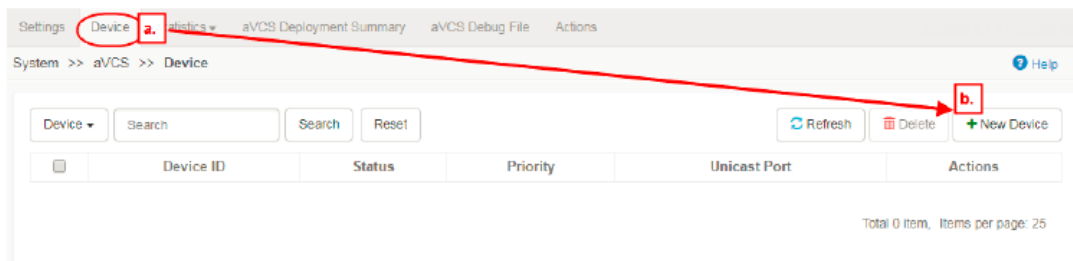 Settings Device a. atistics aVCS Deployment Summary aVCS Debug File Actions
System >> aVCS >> Device Help
b.
Device Search Search Reset Refresh Delete + New Device
Device ID Status Priority Unicast Port Actions
Total 0 item, Items per page: 25